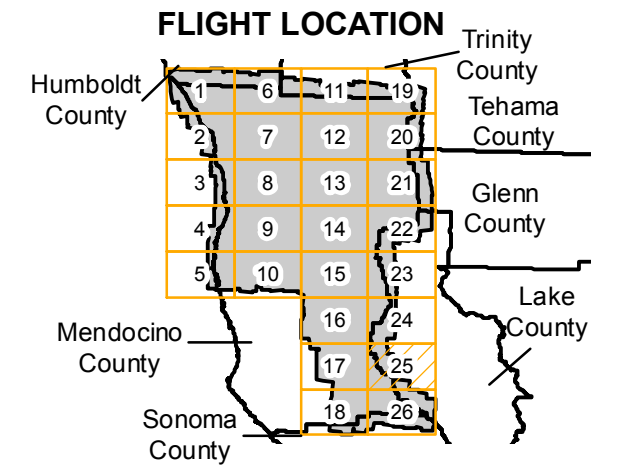 FLIGHT LOCATION
Trinity
County
Humboldt
County
1 6 11 19
Tehama
County
2 7 12 20
3 8 13 21
Glenn
County
4 9 14 22
5 10 15 23
Lake
County
16 24
Mendocino
County
17 25
18 26
Sonoma
County